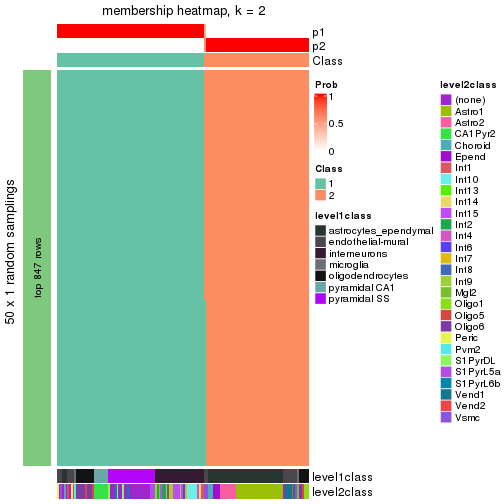 membership heatmap, k = 2
p1
p2
Class
50 x 1 random samplings
top 847 rows
level1class
level2class
Prob
1
0.5
0
Class
1
2
level1class
astrocytes_ependymal
endothelial-mural
interneurons
microglia
oligodendrocytes
pyramidal CA1
pyramidal SS
level2class
(none)
Astro1
Astro2
CA1Pyr2
Choroid
Epend
Int1
Int10
Int13
Int14
Int15
Int2
Int4
Int6
Int7
Int8
Int9
Mgl2
Oligo1
Oligo5
Oligo6
Peric
Pvm2
S1PyrDL
S1PyrL5a
S1PyrL6b
Vend1
Vend2
Vsmc